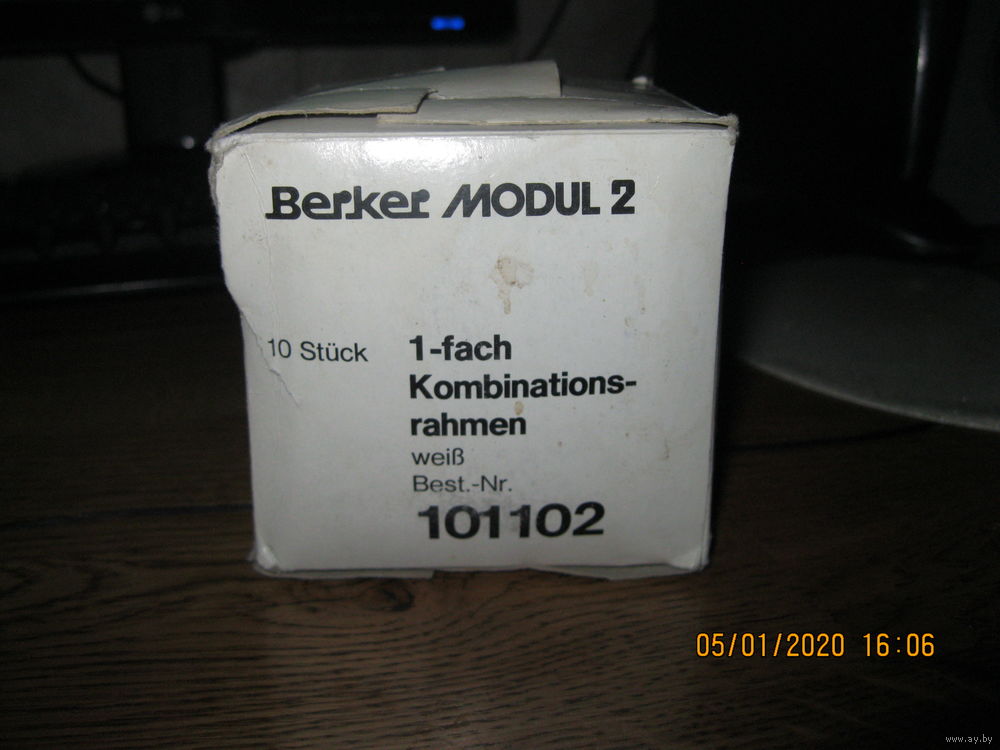 LG
Berker MODUL 2
10 Stück
1-fach
Kombinations-
rahmen
weiß
Best.-Nr.
101102
05/01/2020 16:06
www.ay.by